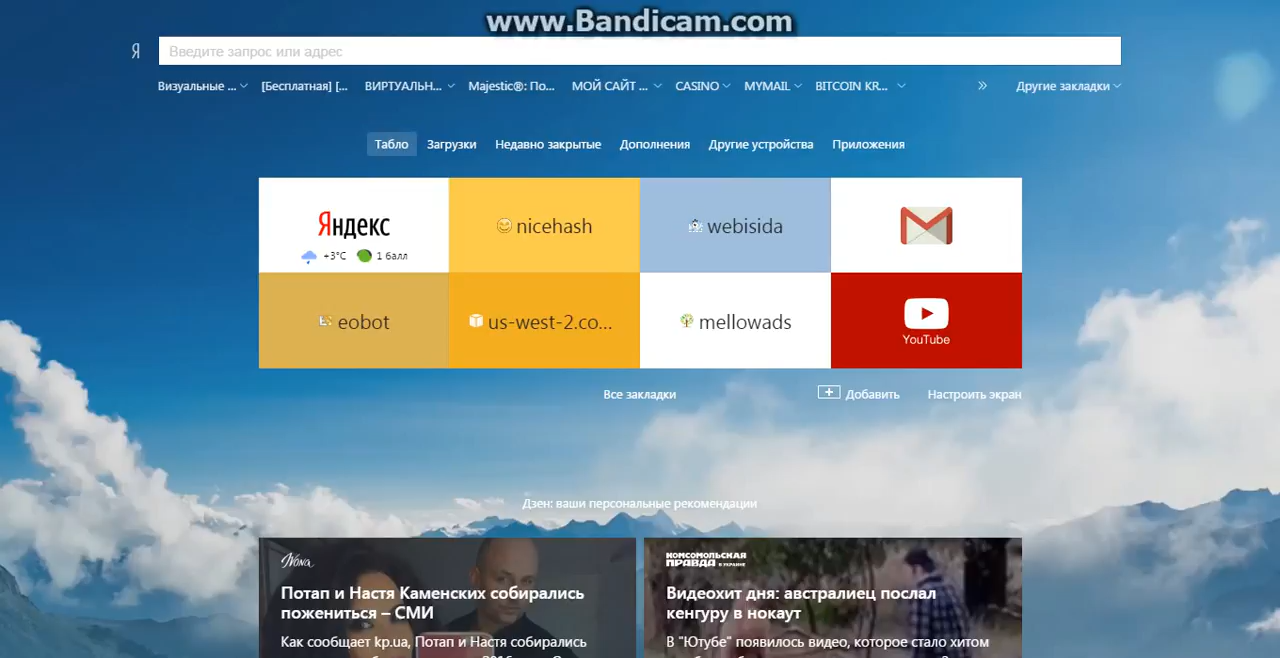 www.Bandicam.com
Я Введите запрос или адрес
Визуальные ... [Бесплатная] [... ВИРТУАЛЬН... Majestic®: По... МОЙ САЙТ ... CASINO MYMAIL BITCOIN KR... » Другие закладки
Табло Загрузки Недавно закрытые Дополнения Другие устройства Приложения
Яндекс nicehash webisida
+3°C 1 балл
eobot us-west-2.co... mellowads YouTube
Все закладки Добавить Настроить экран
Дзен: ваши персональные рекомендации
Ivona
Потап и Настя Каменских собирались
пожениться – СМИ
Как сообщает kp.ua, Потап и Настя собирались
КОМСОМОЛЬСКАЯ
ПРАВДА В УКРАИНЕ
Видеохит дня: австралиец послал
кенгуру в нокаут
В "Ютубе" появилось видео, которое стало хитом